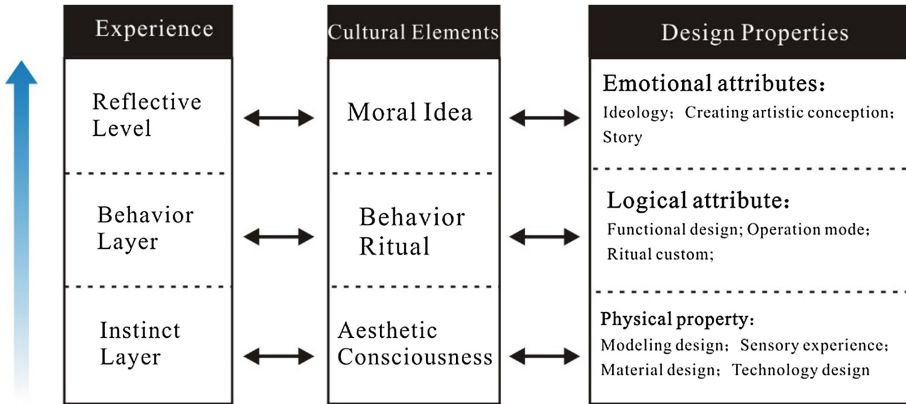 Experience
Cultural Elements
Design Properties
Reflective
Level
Moral Idea
Emotional attributes：
Ideology；Creating artistic conception；
Story
Behavior
Layer
Behavior
Ritual
Logical attribute：
Functional design; Operation mode；
Ritual custom;
Instinct
Layer
Aesthetic
Consciousness
Physical property：
Modeling design；Sensory experience；
Material design；Technology design